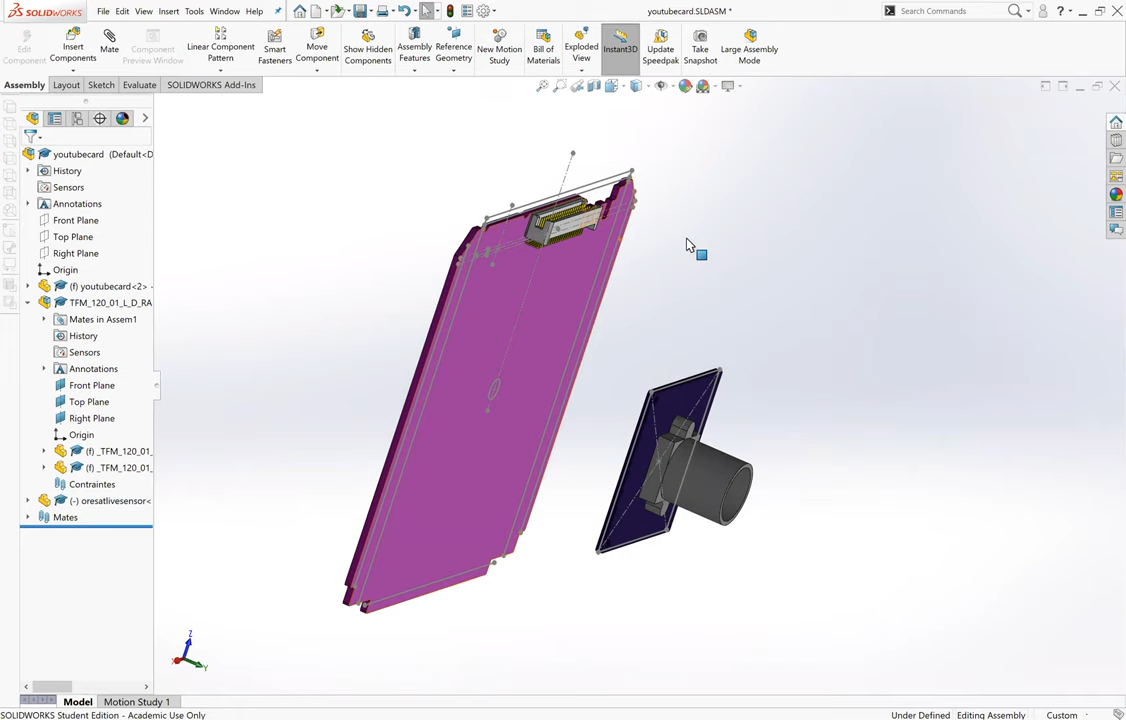 SOLIDWORKS File Edit View Insert Tools Window Help youtubecard.SLDASM * Search Commands
Edit Component
Insert Components
Mate
Component Preview Window
Linear Component Pattern
Smart Fasteners
Move Component
Show Hidden Components
Assembly Features
Reference Geometry
New Motion Study
Bill of Materials
Exploded View
Instant3D
Update Speedpak
Take Snapshot
Large Assembly Mode
Assembly Layout Sketch Evaluate SOLIDWORKS Add-Ins
youtubecard (Default<D
History
Sensors
Annotations
Front Plane
Top Plane
Right Plane
Origin
(f) youtubecard<2>
TFM_120_01_L_D_RA
Mates in Assem1
History
Sensors
Annotations
Front Plane
Top Plane
Right Plane
Origin
(f) _TFM_120_01_
(f) _TFM_120_01_
Contraintes
(-) oresatlivesensor<
Mates
Z
X
Y
Model Motion Study 1
SOLIDWORKS Student Edition - Academic Use Only Under Defined Editing Assembly Custom